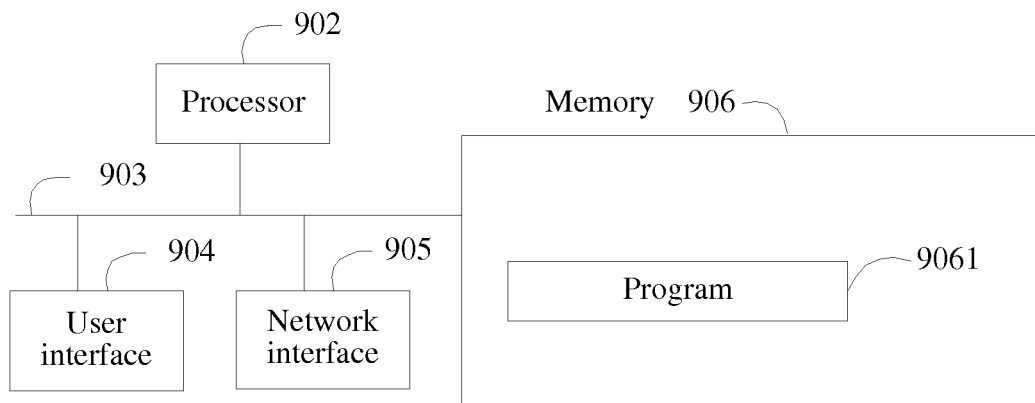 902
Processor
Memory 906
903
904
905
9061
User
interface
Network
interface
Program